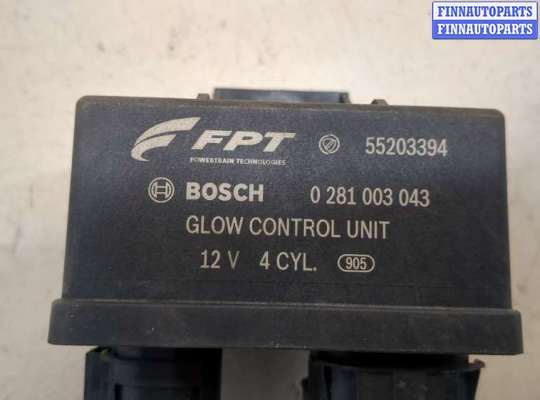 FINNAUTOPARTS
FINNAUTOPARTS
FPT 55203394
POWERTRAIN TECHNOLOGIES
BOSCH 0 281 003 043
GLOW CONTROL UNIT
12 V 4 CYL. 905